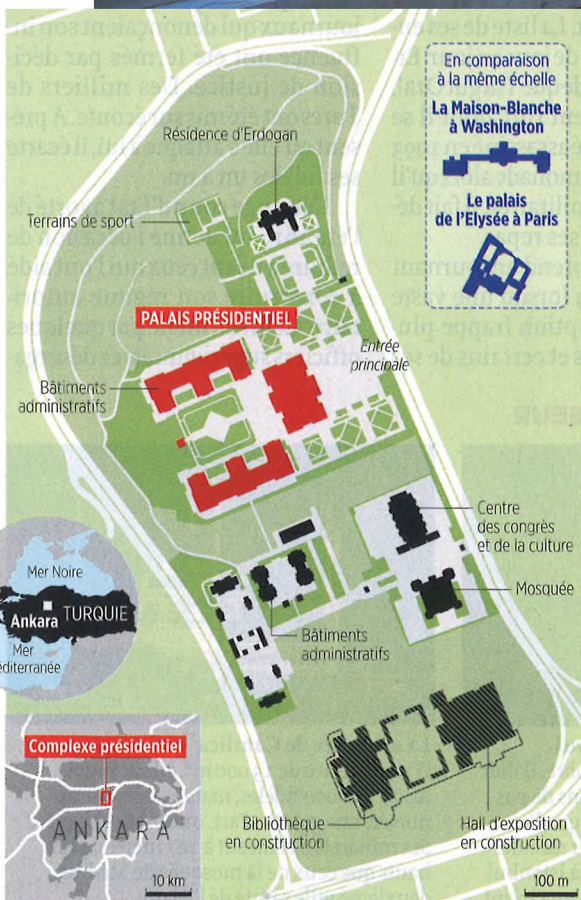 En comparaison
à la même échelle
La Maison-Blanche
à Washington
Le palais
de l'Elysée à Paris
Résidence d'Erdogan
Terrains de sport
PALAIS PRÉSIDENTIEL
Entrée
principale
Bâtiments
administratifs
Centre
des congrès
et de la culture
Mosquée
Mer Noire
Ankara TURQUIE
Mer
éditerranée
Bâtiments
administratifs
Complexe présidentiel
ANKARA
10 km
Bibliothèque
en construction
Hall d'exposition
en construction
100 m